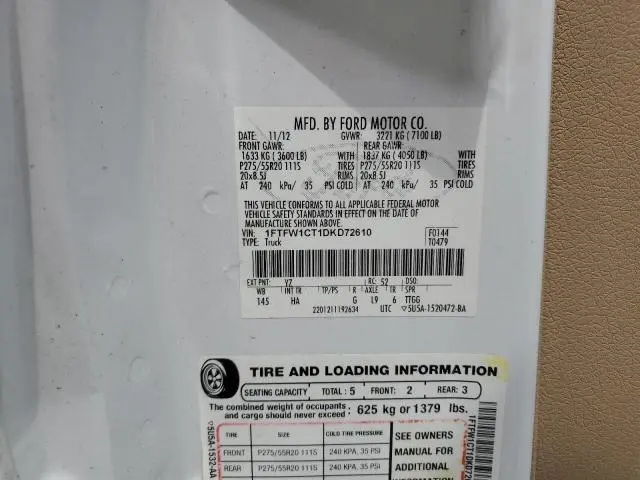 MFD. BY FORD MOTOR CO.
DATE: 11/12 GVWR: 3221 KG ( 7100 LB)
FRONT GAWR: REAR GAWR:
1633 KG ( 3600 LB) WITH 1837 KG ( 4050 LB) WITH
P275/55R20 111S TIRES P275/55R20 111S TIRES
20x8.5J RIMS 20x8.5J RIMS
AT 240 kPa/ 35 PSI COLD AT 240 kPa/ 35 PSI COLD
THIS VEHICLE CONFORMS TO ALL APPLICABLE FEDERAL MOTOR
VEHICLE SAFETY STANDARDS IN EFFECT ON THE DATE OF
MANUFACTURE SHOWN ABOVE.
VIN: 1FTFW1CT1DKD72610 F0144
TYPE: Truck T0479
EXT PNT: YZ RC: 52 DSO:
WB INT TR TP/PS R AXLE TR SPR
145 HA G L9 6 TTGG
2201211192634 UTC ▽5U5A-1520472-BA
TIRE AND LOADING INFORMATION
SEATING CAPACITY TOTAL: 5 FRONT: 2 REAR: 3
The combined weight of occupants and cargo should never exceed : 625 kg or 1379 lbs.
TIRE SIZE COLD TIRE PRESSURE
FRONT P275/55R20 111S 240 KPA, 35 PSI
REAR P275/55R20 111S 240 KPA, 35 PSI
SEE OWNERS
MANUAL FOR
ADDITIONAL
▽5U5A-1532-AA
1FTFW1CT1DKD72